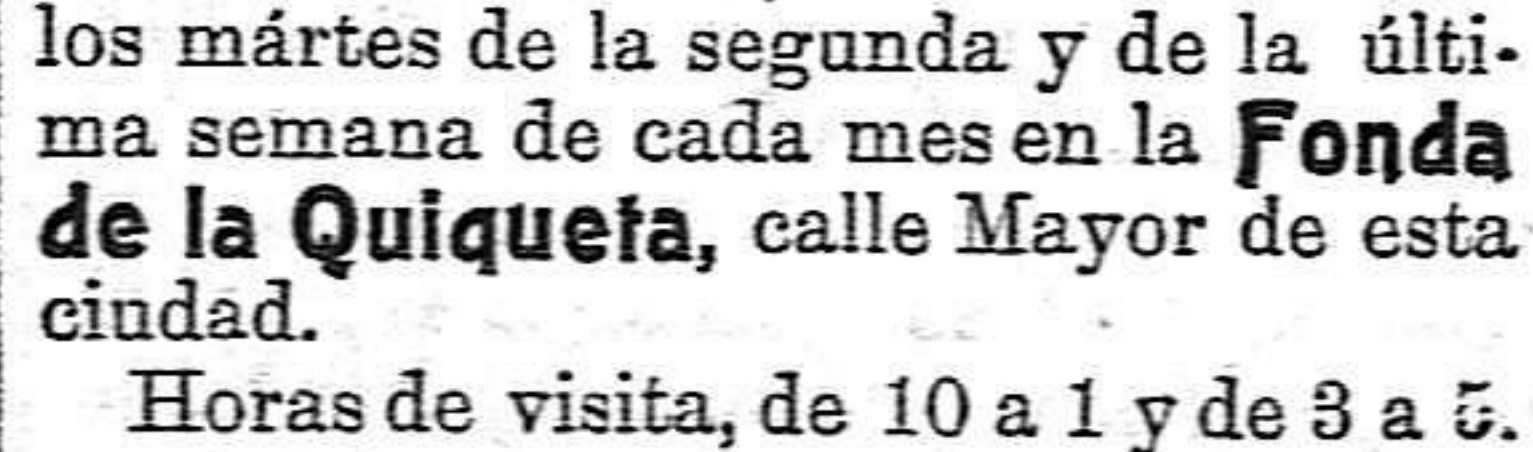 los mártes de la segunda y de la últi-
ma semana de cada mes en la Fonda
de la Quiqueta, calle Mayor de esta
ciudad.
Horas de visita, de 10 a 1 y de 3 a 5.